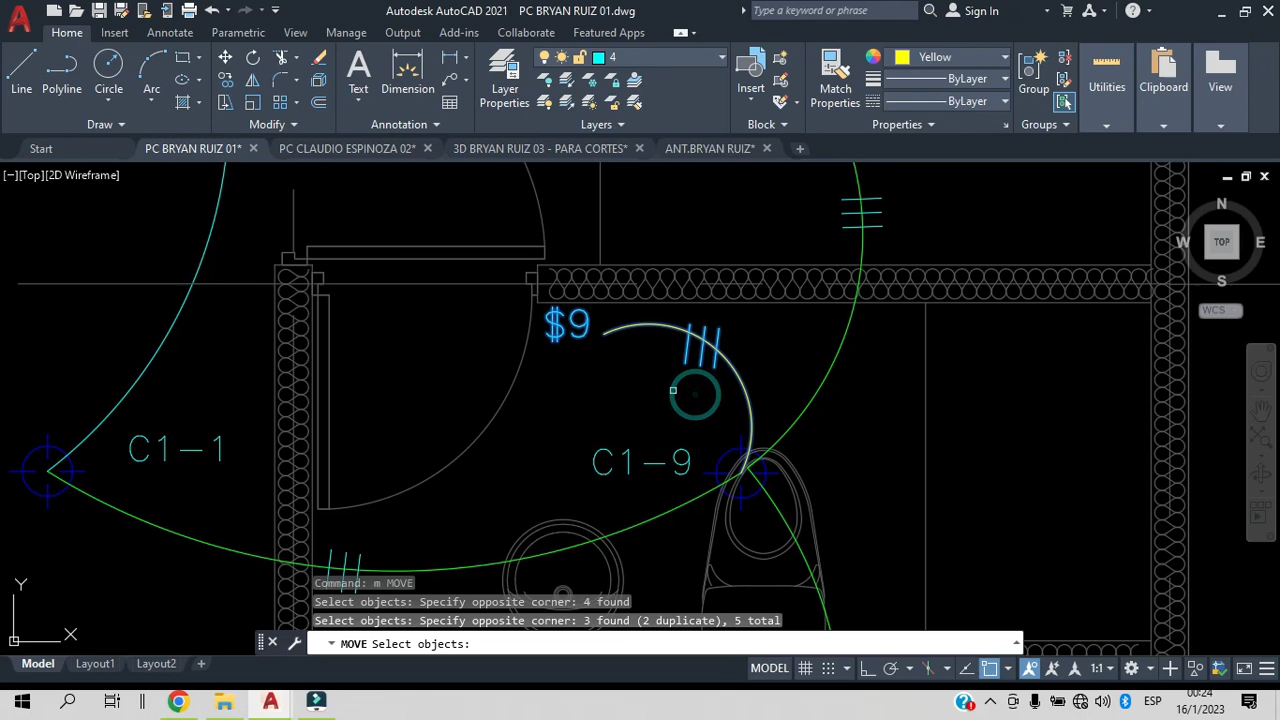 Autodesk AutoCAD 2021 PC BRYAN RUIZ 01.dwg
Type a keyword or phrase
Sign In
Home Insert Annotate Parametric View Manage Output Add-ins Collaborate Featured Apps
4
Yellow
ByLayer
ByLayer
Line Polyline Circle Arc Text Dimension Layer Properties Insert Match Properties Group Utilities Clipboard View
Draw Modify Annotation Layers Block Properties Groups
Start PC BRYAN RUIZ 01* PC CLAUDIO ESPINOZA 02* 3D BRYAN RUIZ 03 - PARA CORTES* ANT.BRYAN RUIZ*
[−][Top][2D Wireframe]
N
W TOP E
S
WCS
$9
C1-1
C1-9
Y
X
Command: m MOVE
Select objects: Specify opposite corner: 4 found
Select objects: Specify opposite corner: 3 found (2 duplicate), 5 total
MOVE Select objects:
Model Layout1 Layout2
MODEL
1:1
ESP
00:24
16/1/2023